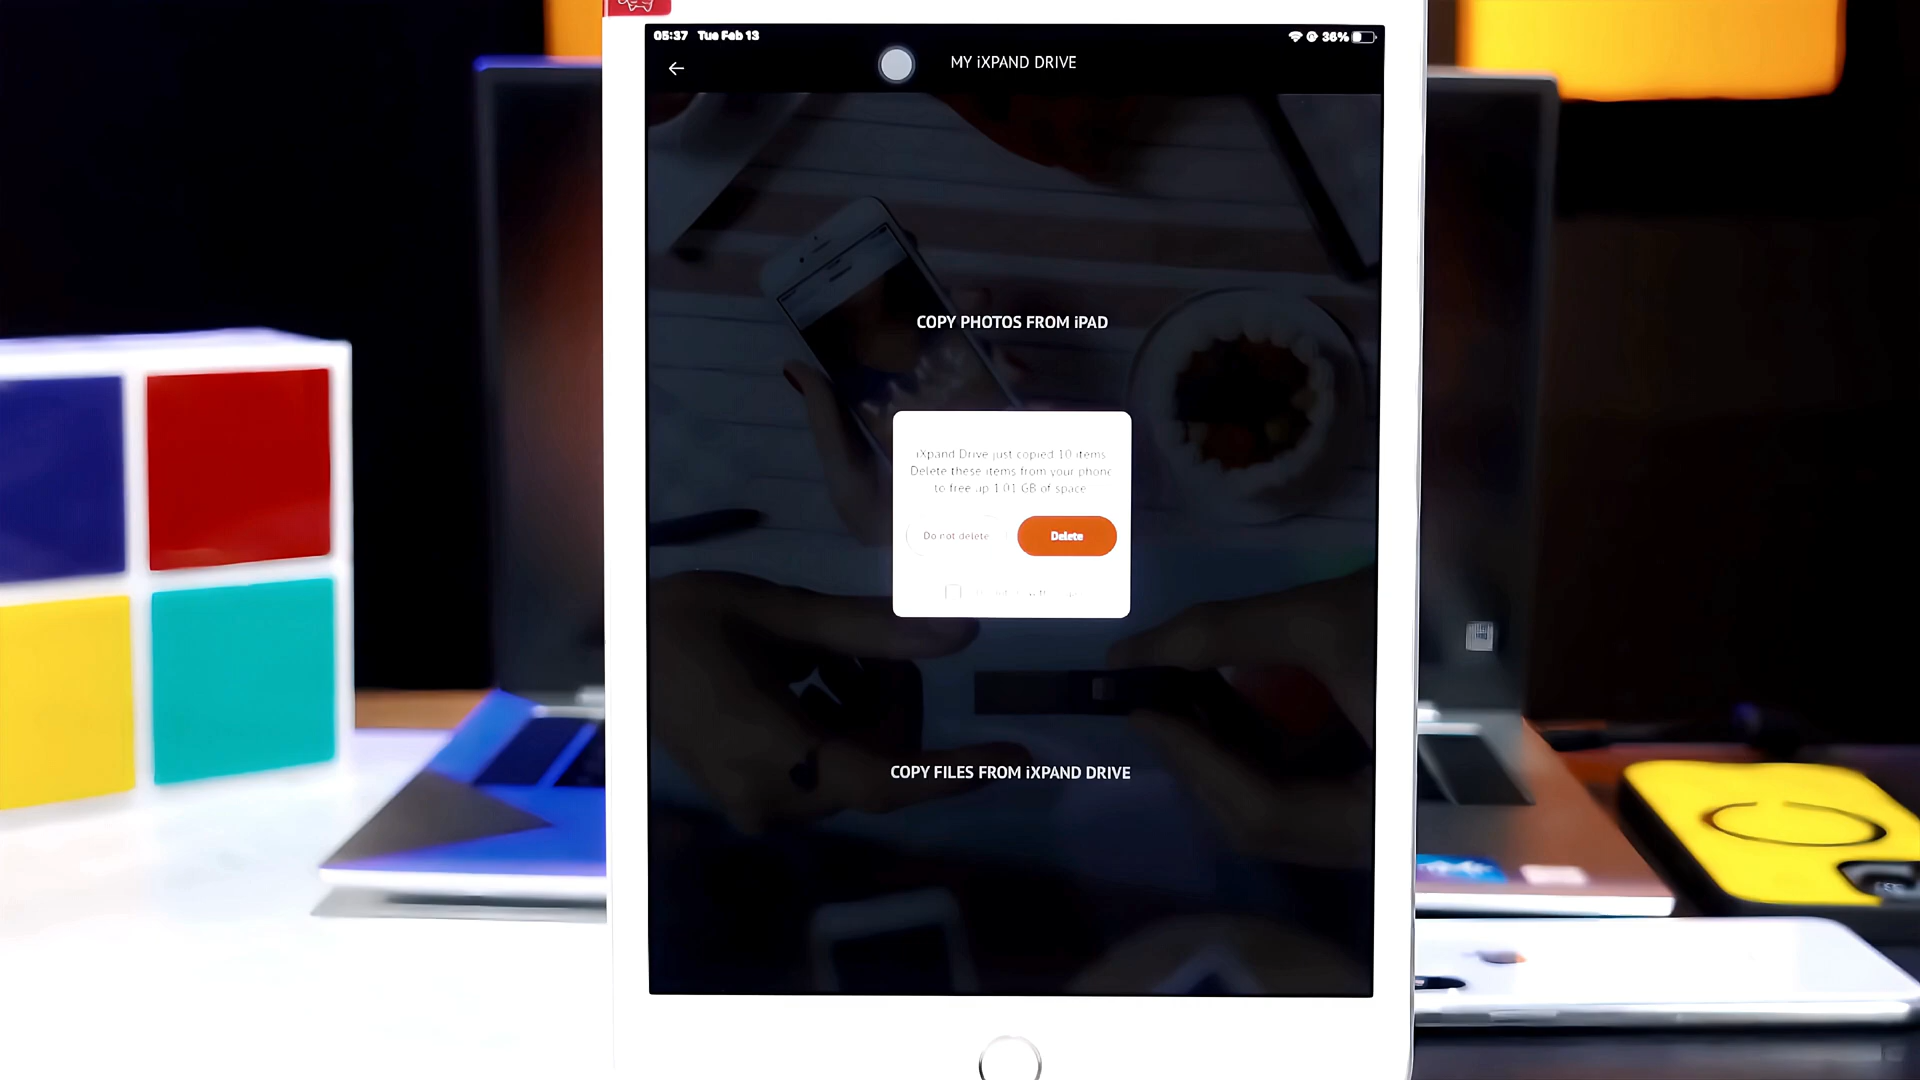 05:37 Tue Feb 13
36%
MY iXPAND DRIVE
COPY PHOTOS FROM iPAD
iXpand Drive just copied 10 items
Delete these items from your phone
to free up 1.01 GB of space
Do not delete
Delete
COPY FILES FROM iXPAND DRIVE